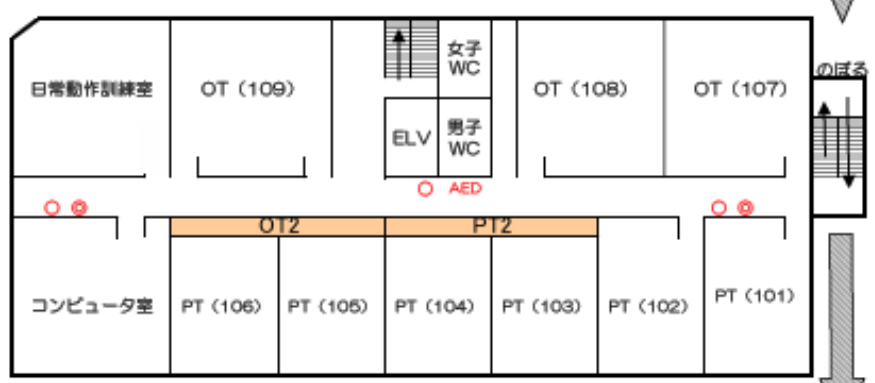 のぼる
日常動作訓練室
OT（109）
女子
WC
OT（108）
OT（107）
ELV
男子
WC
AED
OT2
PT2
コンピュータ室
PT（106）
PT（105）
PT（104）
PT（103）
PT（102）
PT（101）